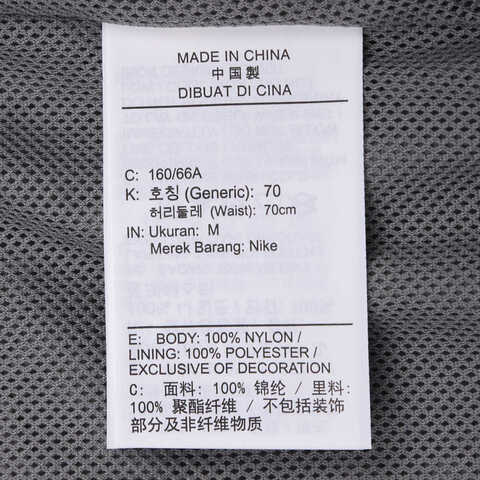 MADE IN CHINA
中国製
DIBUAT DI CINA
C: 160/66A
K: 호칭 (Generic): 70
허리둘레 (Waist): 70cm
IN: Ukuran: M
Merek Barang: Nike
E: BODY: 100% NYLON /
LINING: 100% POLYESTER /
EXCLUSIVE OF DECORATION
C: 面料: 100% 锦纶 / 里料:
100% 聚酯纤维 / 不包括装饰
部分及非纤维物质